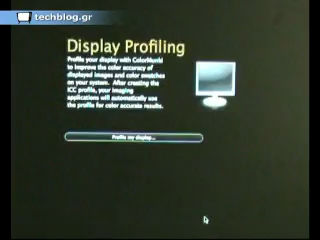 techblog.gr
Display Profiling
Profile your display with ColorMunki
to improve the color accuracy of
displayed images and color swatches
on your system. After creating the
ICC profile, your imaging
applications will automatically use
the profile for color accurate results.
Profile my display...